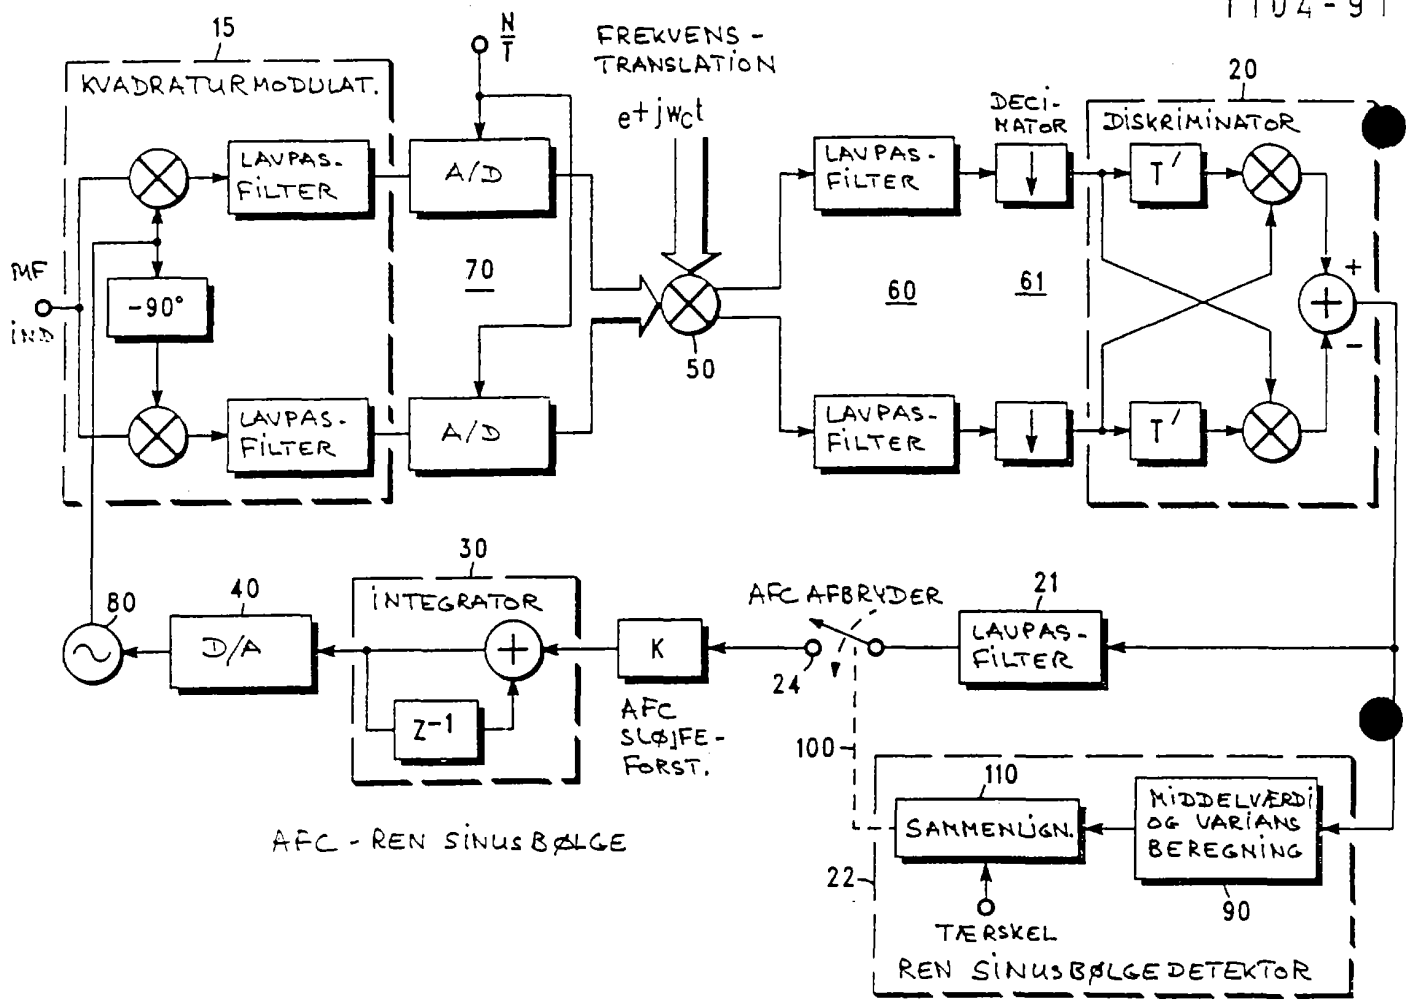 1104-91
15
N
T
FREKVENS-
TRANSLATION
e+jwct
20
KVADRATURMODULAT.
DECI-
MATOR
DISKRIMINATOR
LAVPAS-
FILTER
A/D
LAVPAS-
FILTER
T'
MF
IND
-90°
70
50
60
61
+
-
LAVPAS-
FILTER
A/D
LAVPAS-
FILTER
T'
30
80
40
INTEGRATOR
AFC AFBRYDER
21
D/A
K
24
LAVPAS-
FILTER
Z-1
AFC
SLØJFE-
FORST.
100
110
AFC - REN SINUSBØLGE
SAMMENLIGN.
MIDDELVÆRDI
OG VARIANS
BEREGNING
22
90
TÆRSKEL
REN SINUSBØLGEDETEKTOR